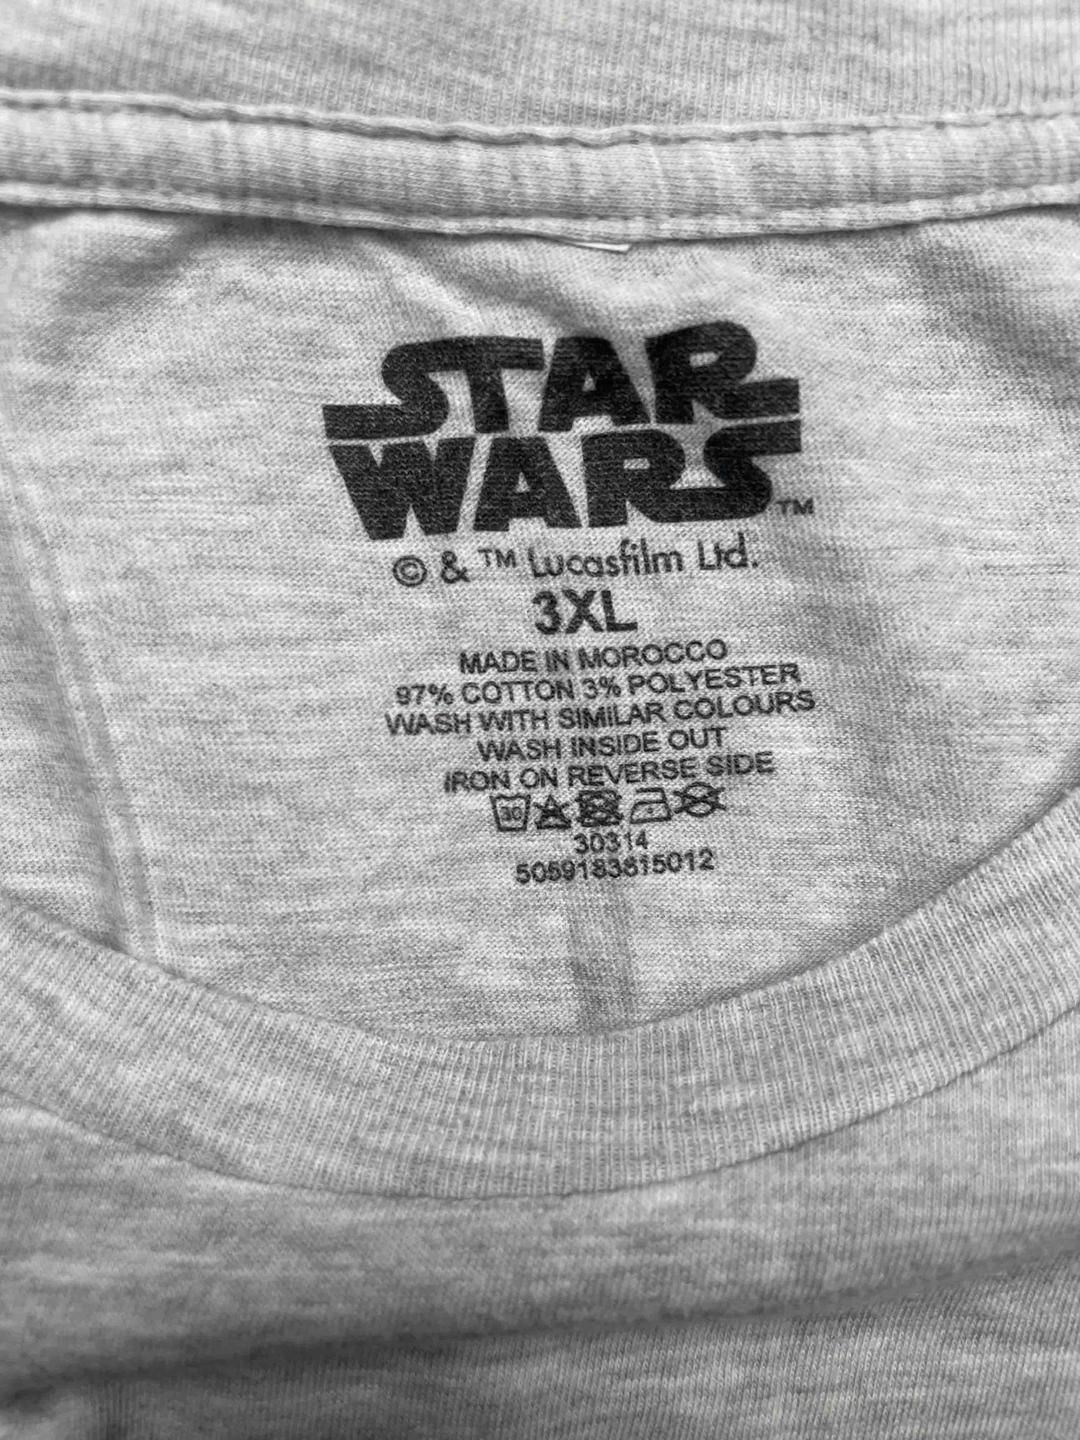 STAR
WARS™
© & ™ Lucasfilm Ltd.
3XL
MADE IN MOROCCO
97% COTTON 3% POLYESTER
WASH WITH SIMILAR COLOURS
WASH INSIDE OUT
IRON ON REVERSE SIDE
30
30314
5059183815012